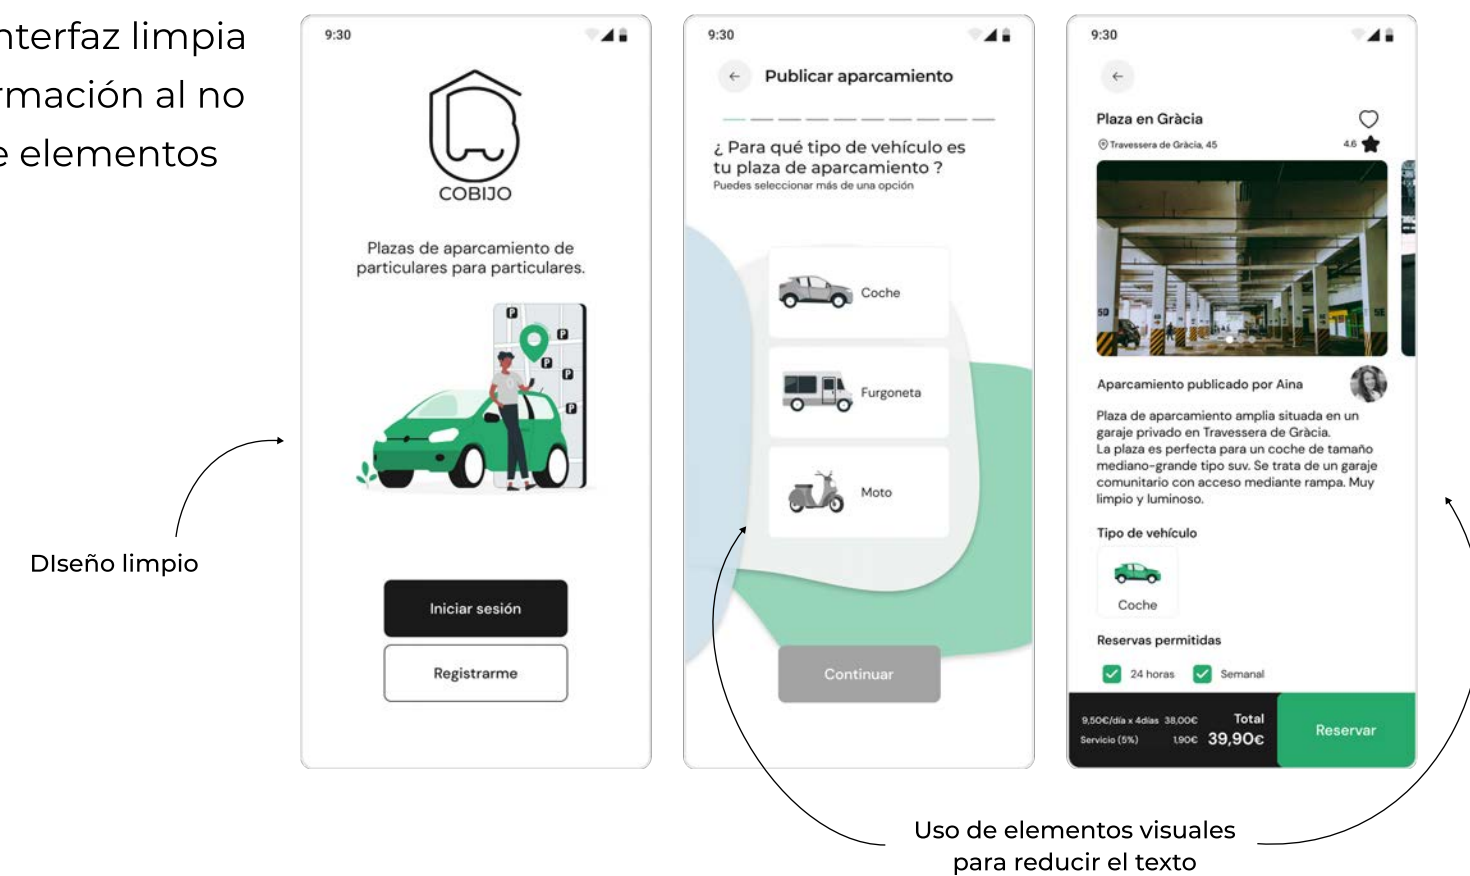 nterfaz limpia
rmación al no
e elementos
DIseño limpio
9:30
COBIJO
Plazas de aparcamiento de
particulares para particulares.
P
P
P
P
P
Iniciar sesión
Registrarme
9:30
Publicar aparcamiento
¿ Para qué tipo de vehículo es
tu plaza de aparcamiento ?
Puedes seleccionar más de una opción
Coche
Furgoneta
Moto
Continuar
9:30
Plaza en Gràcia
Travessera de Gràcia, 45
4.6
5D
5E
Aparcamiento publicado por Aina
Plaza de aparcamiento amplia situada en un
garaje privado en Travessera de Gràcia.
La plaza es perfecta para un coche de tamaño
mediano-grande tipo suv. Se trata de un garaje
comunitario con acceso mediante rampa. Muy
limpio y luminoso.
Tipo de vehículo
Coche
Reservas permitidas
24 horas Semanal
9,50€/día x 4días 38,00€ Total
Servicio (5%) 1,90€ 39,90€
Reservar
Uso de elementos visuales
para reducir el texto